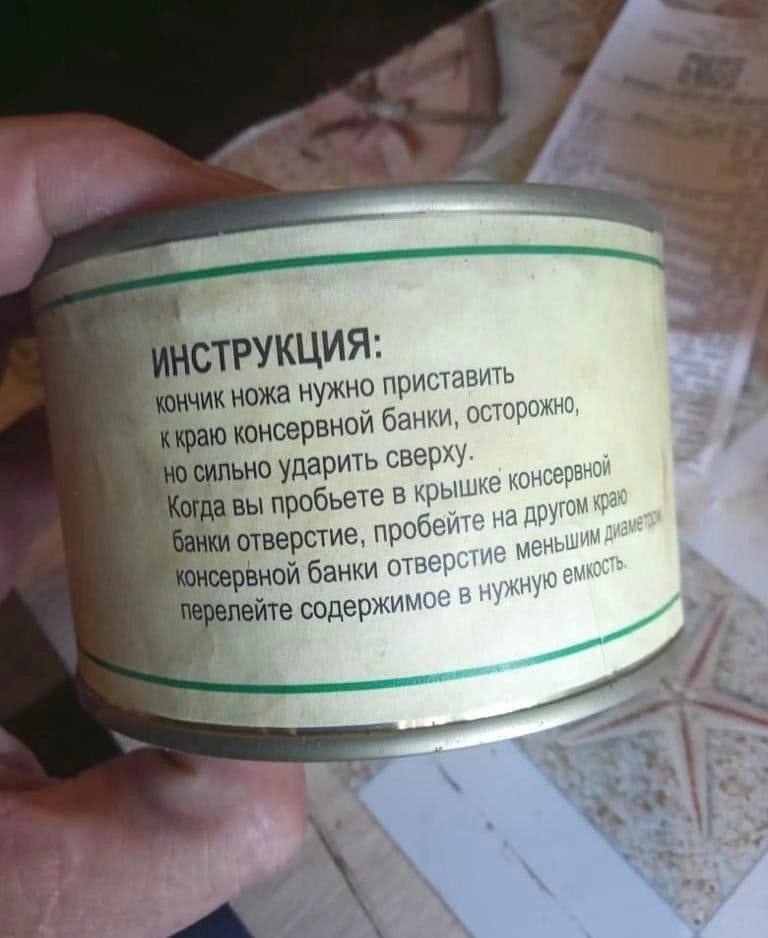 ИНСТРУКЦИЯ:
кончик ножа нужно приставить
к краю консервной банки, осторожно,
но сильно ударить сверху.
Когда вы пробьете в крышке консервной
банки отверстие, пробейте на другом краю
консервной банки отверстие меньшим диаметром,
перелейте содержимое в нужную емкость.